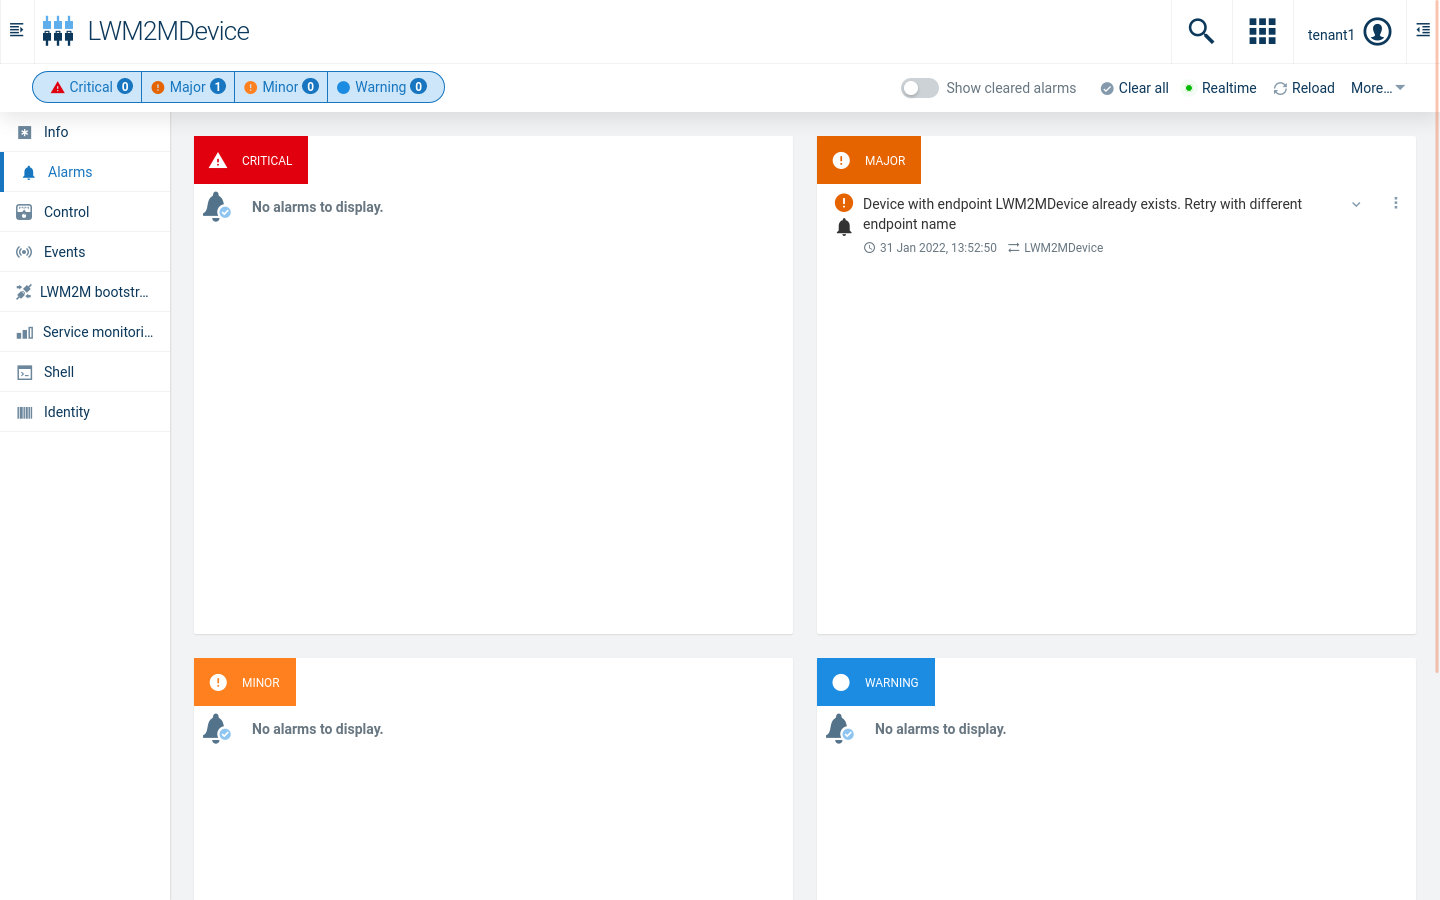 LWM2MDevice
tenant1
Critical 0 Major 1 Minor 0 Warning 0
Show cleared alarms Clear all Realtime Reload More...
Info
Alarms
Control
Events
LWM2M bootstr...
Service monitori...
Shell
Identity
CRITICAL
No alarms to display.
MAJOR
Device with endpoint LWM2MDevice already exists. Retry with different
endpoint name
31 Jan 2022, 13:52:50 LWM2MDevice
MINOR
No alarms to display.
WARNING
No alarms to display.